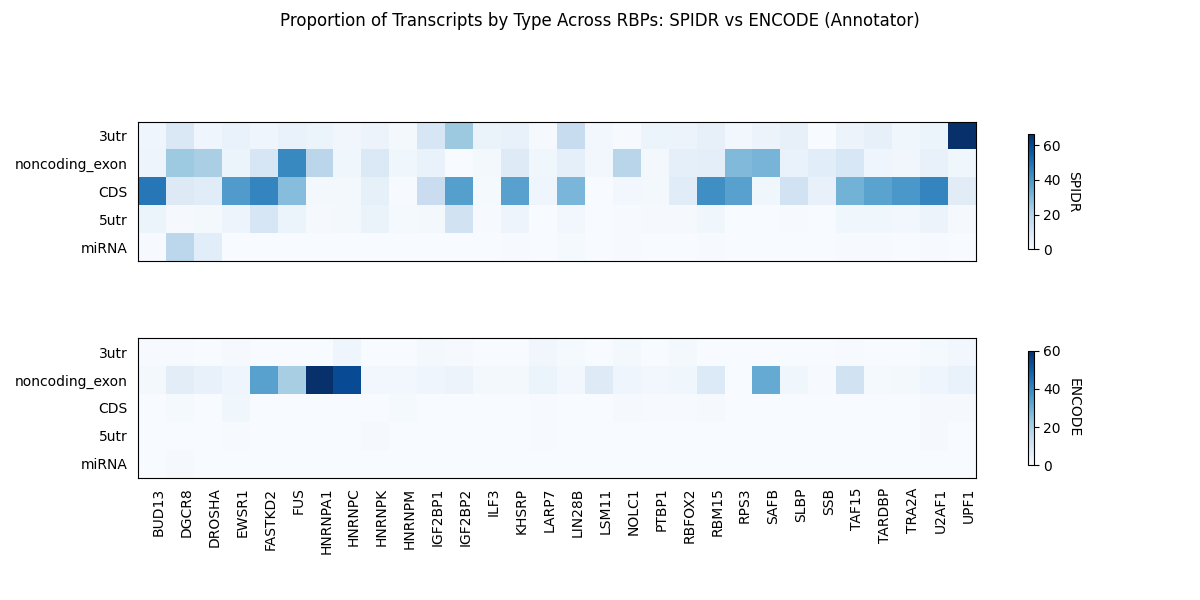 Proportion of Transcripts by Type Across RBPs: SPIDR vs ENCODE (Annotator)
3utr
noncoding_exon
CDS
5utr
miRNA
60
40
20
0
SPIDR
3utr
noncoding_exon
CDS
5utr
miRNA
60
40
20
0
ENCODE
BUD13
DGCR8
DROSHA
EWSR1
FASTKD2
FUS
HNRNPA1
HNRNPC
HNRNPK
HNRNPM
IGF2BP1
IGF2BP2
ILF3
KHSRP
LARP7
LIN28B
LSM11
NOLC1
PTBP1
RBFOX2
RBM15
RPS3
SAFB
SLBP
SSB
TAF15
TARDBP
TRA2A
U2AF1
UPF1